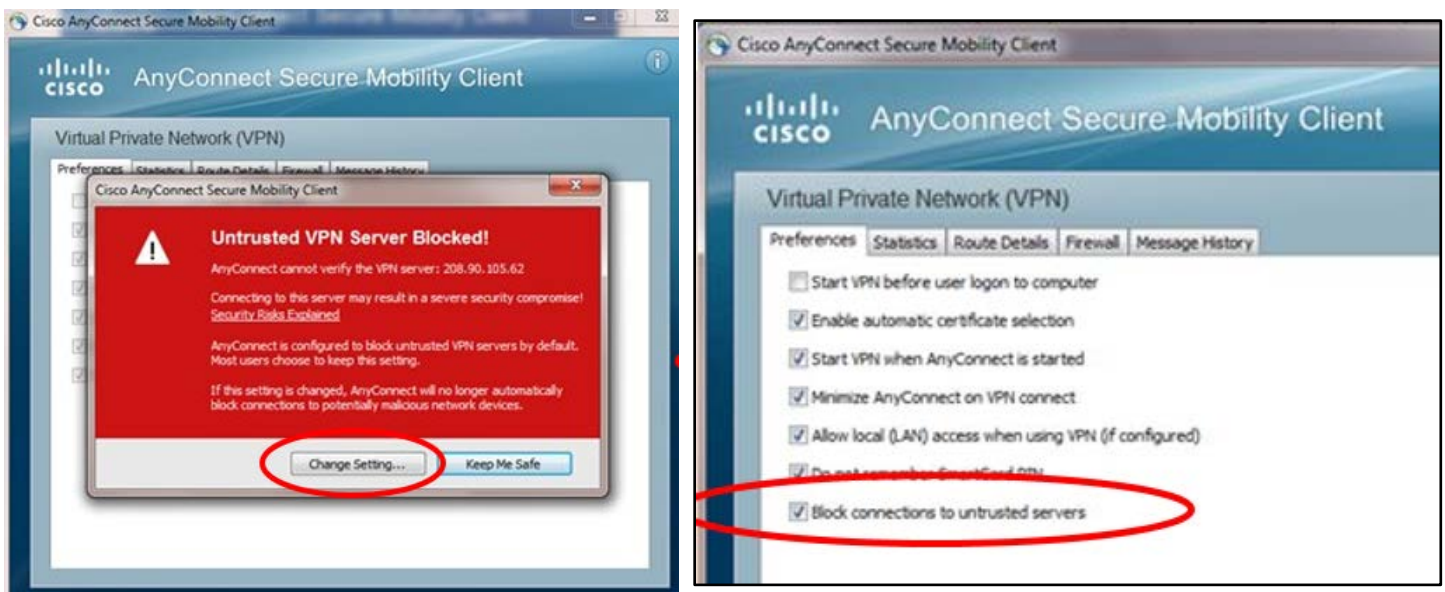 Cisco AnyConnect Secure Mobility Client
CISCO
AnyConnect Secure Mobility Client
Virtual Private Network (VPN)
Preferences Statistics Route Details Firewall Message History
Cisco AnyConnect Secure Mobility Client
Untrusted VPN Server Blocked!
AnyConnect cannot verify the VPN server: 208.90.105.62
Connecting to this server may result in a severe security compromise!
Security Risks Explained
AnyConnect is configured to block untrusted VPN servers by default.
Most users choose to keep this setting.
If this setting is changed, AnyConnect will no longer automatically
block connections to potentially malicious network devices.
Change Setting... Keep Me Safe
Cisco AnyConnect Secure Mobility Client
CISCO
AnyConnect Secure Mobility Client
Virtual Private Network (VPN)
Preferences Statistics Route Details Firewall Message History
Start VPN before user logon to computer
Enable automatic certificate selection
Start VPN when AnyConnect is started
Minimize AnyConnect on VPN connect
Allow local (LAN) access when using VPN (if configured)
Do not remember SmartCard PIN
Block connections to untrusted servers